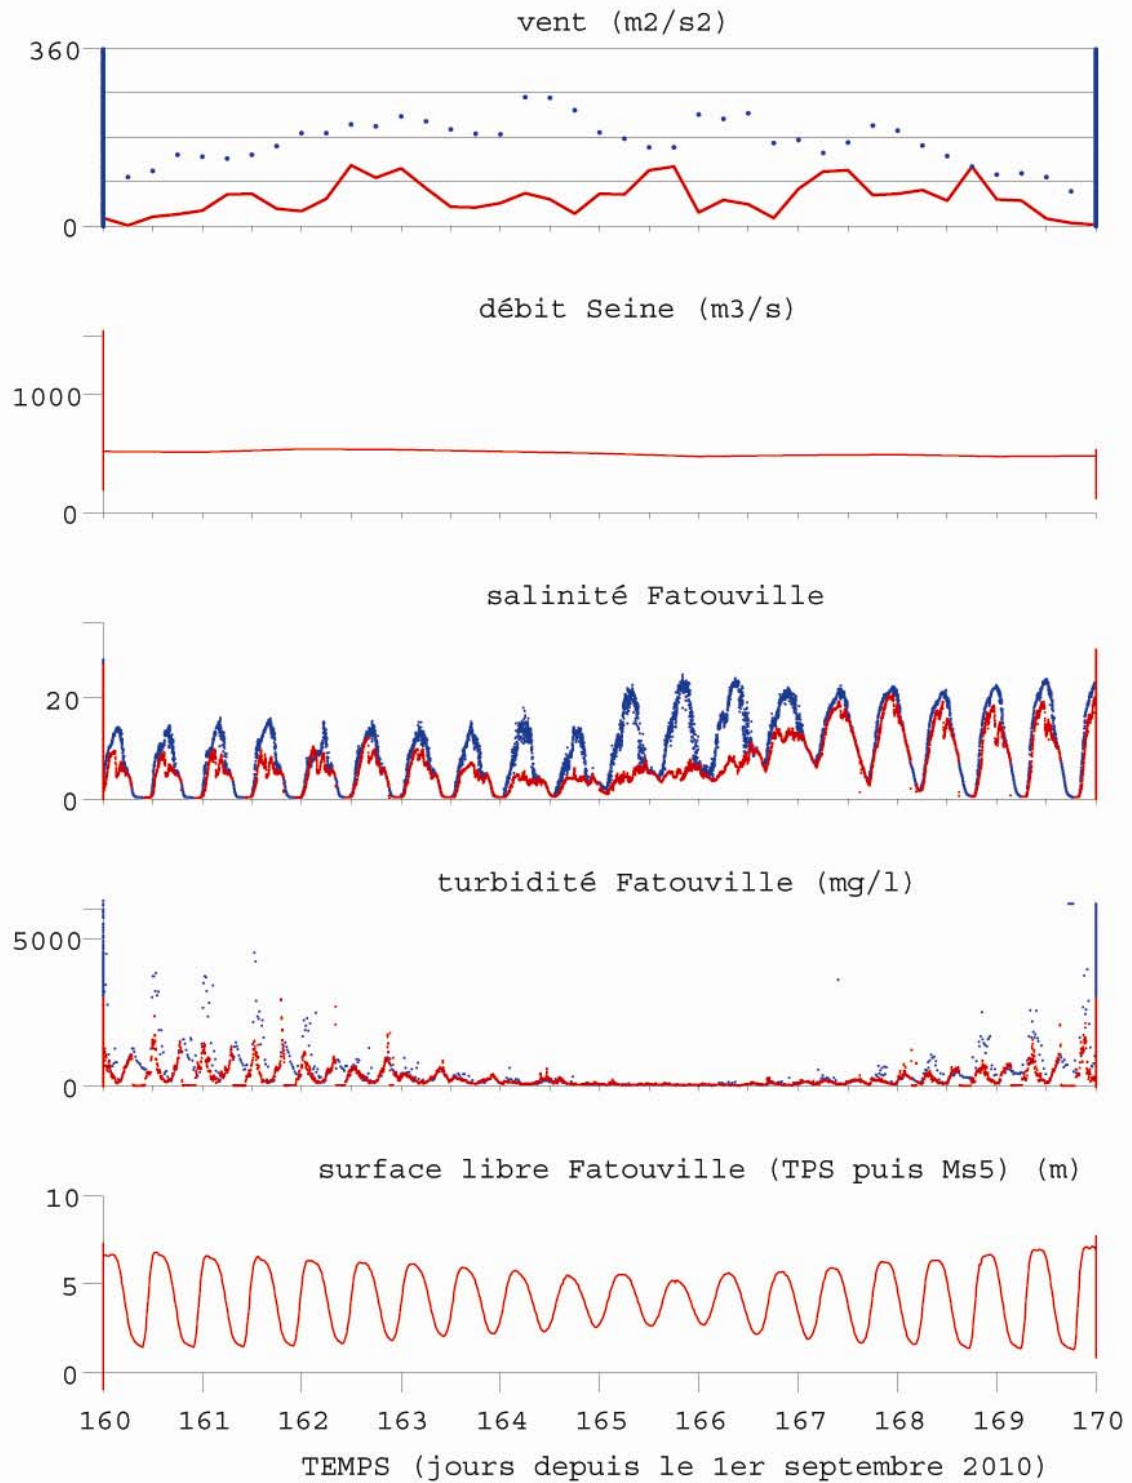 vent (m2/s2)
360
0
débit Seine (m3/s)
1000
0
salinité Fatouville
20
0
turbidité Fatouville (mg/l)
5000
0
surface libre Fatouville (TPS puis Ms5) (m)
10
5
0
160 161 162 163 164 165 166 167 168 169 170
TEMPS (jours depuis le 1er septembre 2010)